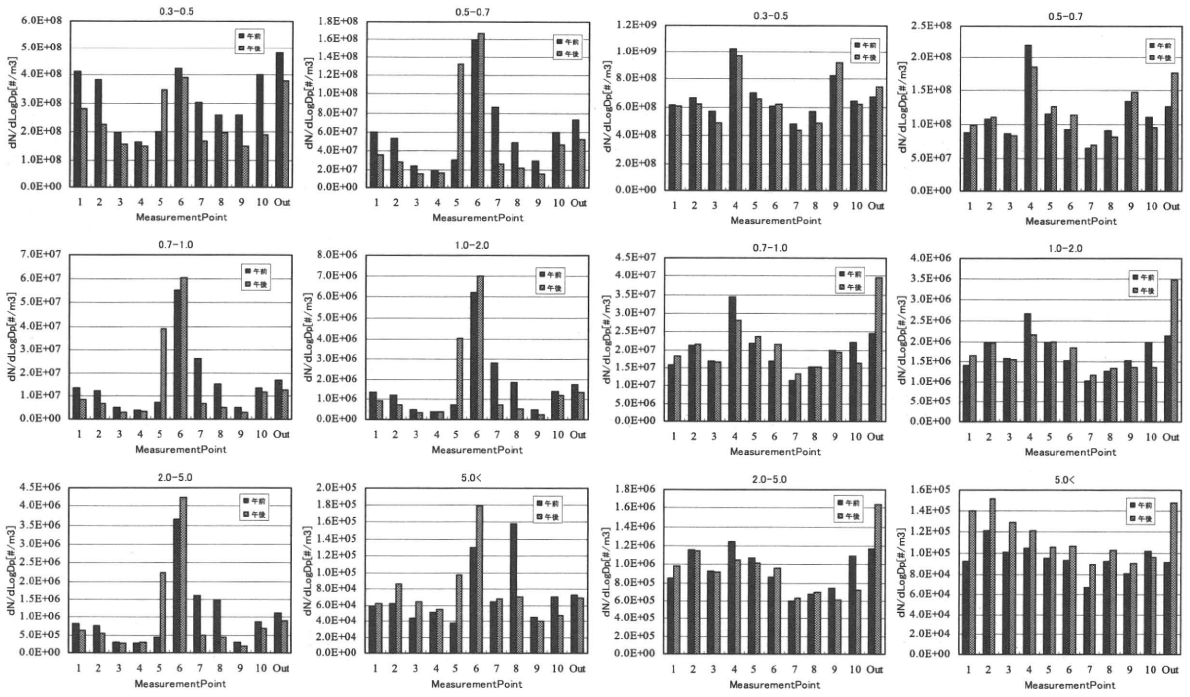 0.3-0.5
dN/dLogDp[#/m3]
6.0E+08
5.0E+08
4.0E+08
3.0E+08
2.0E+08
1.0E+08
0.0E+08
午前
午後
1 2 3 4 5 6 7 8 9 10 Out
MeasurementPoint
0.5-0.7
dN/dLogDp[#/m3]
1.8E+08
1.6E+08
1.4E+08
1.2E+08
1.0E+08
8.0E+07
6.0E+07
4.0E+07
2.0E+07
0.0E+07
午前
午後
1 2 3 4 5 6 7 8 9 10 Out
MeasurementPoint
0.3-0.5
dN/dLogDp[#/m3]
1.2E+09
1.0E+09
8.0E+08
6.0E+08
4.0E+08
2.0E+08
0.0E+00
午前
午後
1 2 3 4 5 6 7 8 9 10 Out
MeasurementPoint
0.5-0.7
dN/dLogDp[#/m3]
2.5E+08
2.0E+08
1.5E+08
1.0E+08
5.0E+07
0.0E+00
午前
午後
1 2 3 4 5 6 7 8 9 10 Out
MeasurementPoint
0.7-1.0
dN/dLogDp[#/m3]
7.0E+07
6.0E+07
5.0E+07
4.0E+07
3.0E+07
2.0E+07
1.0E+07
0.0E+00
午前
午後
1 2 3 4 5 6 7 8 9 10 Out
MeasurementPoint
1.0-2.0
dN/dLogDp[#/m3]
8.0E+06
7.0E+06
6.0E+06
5.0E+06
4.0E+06
3.0E+06
2.0E+06
1.0E+06
0.0E+00
午前
午後
1 2 3 4 5 6 7 8 9 10 Out
MeasurementPoint
0.7-1.0
dN/dLogDp[#/m3]
4.5E+07
4.0E+07
3.5E+07
3.0E+07
2.5E+07
2.0E+07
1.5E+07
1.0E+07
5.0E+06
0.0E+00
午前
午後
1 2 3 4 5 6 7 8 9 10 Out
MeasurementPoint
1.0-2.0
dN/dLogDp[#/m3]
4.0E+06
3.5E+06
3.0E+06
2.5E+06
2.0E+06
1.5E+06
1.0E+06
5.0E+05
0.0E+00
午前
午後
1 2 3 4 5 6 7 8 9 10 Out
MeasurementPoint
2.0-5.0
dN/dLogDp[#/m3]
4.5E+06
4.0E+06
3.5E+06
3.0E+06
2.5E+06
2.0E+06
1.5E+06
1.0E+06
5.0E+05
0.0E+00
午前
午後
1 2 3 4 5 6 7 8 9 10 Out
MeasurementPoint
5.0<
dN/dLogDp[#/m3]
2.0E+05
1.8E+05
1.6E+05
1.4E+05
1.2E+05
1.0E+05
8.0E+04
6.0E+04
4.0E+04
2.0E+04
0.0E+00
午前
午後
1 2 3 4 5 6 7 8 9 10 Out
MeasurementPoint
2.0-5.0
dN/dLogDp[#/m3]
1.8E+06
1.6E+06
1.4E+06
1.2E+06
1.0E+06
8.0E+05
6.0E+05
4.0E+05
2.0E+05
0.0E+00
午前
午後
1 2 3 4 5 6 7 8 9 10 Out
MeasurementPoint
5.0<
dN/dLogDp[#/m3]
1.6E+05
1.4E+05
1.2E+05
1.0E+05
8.0E+04
6.0E+04
4.0E+04
2.0E+04
0.0E+00
午前
午後
1 2 3 4 5 6 7 8 9 10 Out
MeasurementPoint